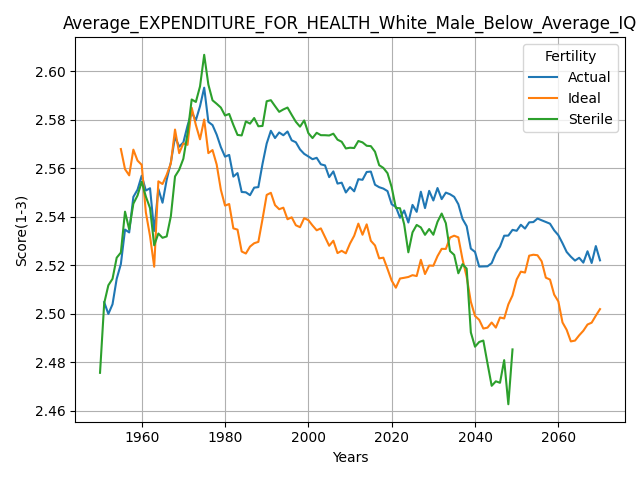 Average_EXPENDITURE_FOR_HEALTH_White_Male_Below_Average_IQ
Fertility
Actual
Ideal
Sterile
Score(1-3)
2.60
2.58
2.56
2.54
2.52
2.50
2.48
2.46
1960 1980 2000 2020 2040 2060
Years